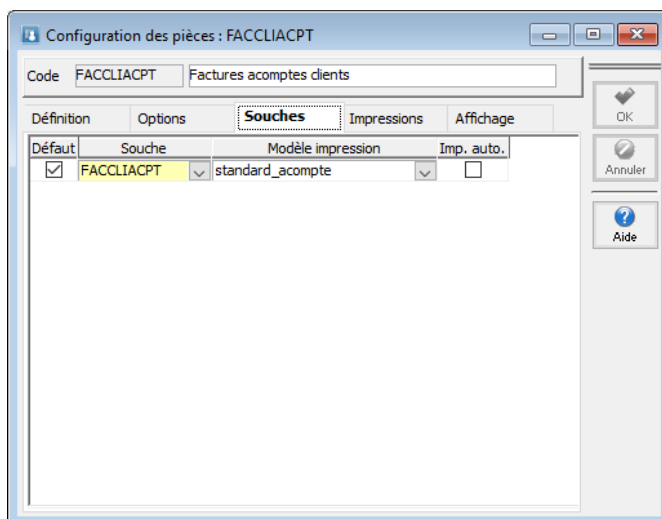 Configuration des pièces : FACCLIACPT
Code FACCLIACPT Factures acomptes clients
OK
Définition Options Souches Impressions Affichage
Défaut Souche Modèle impression Imp. auto.
FACCLIACPT standard_acompte
Annuler
Aide